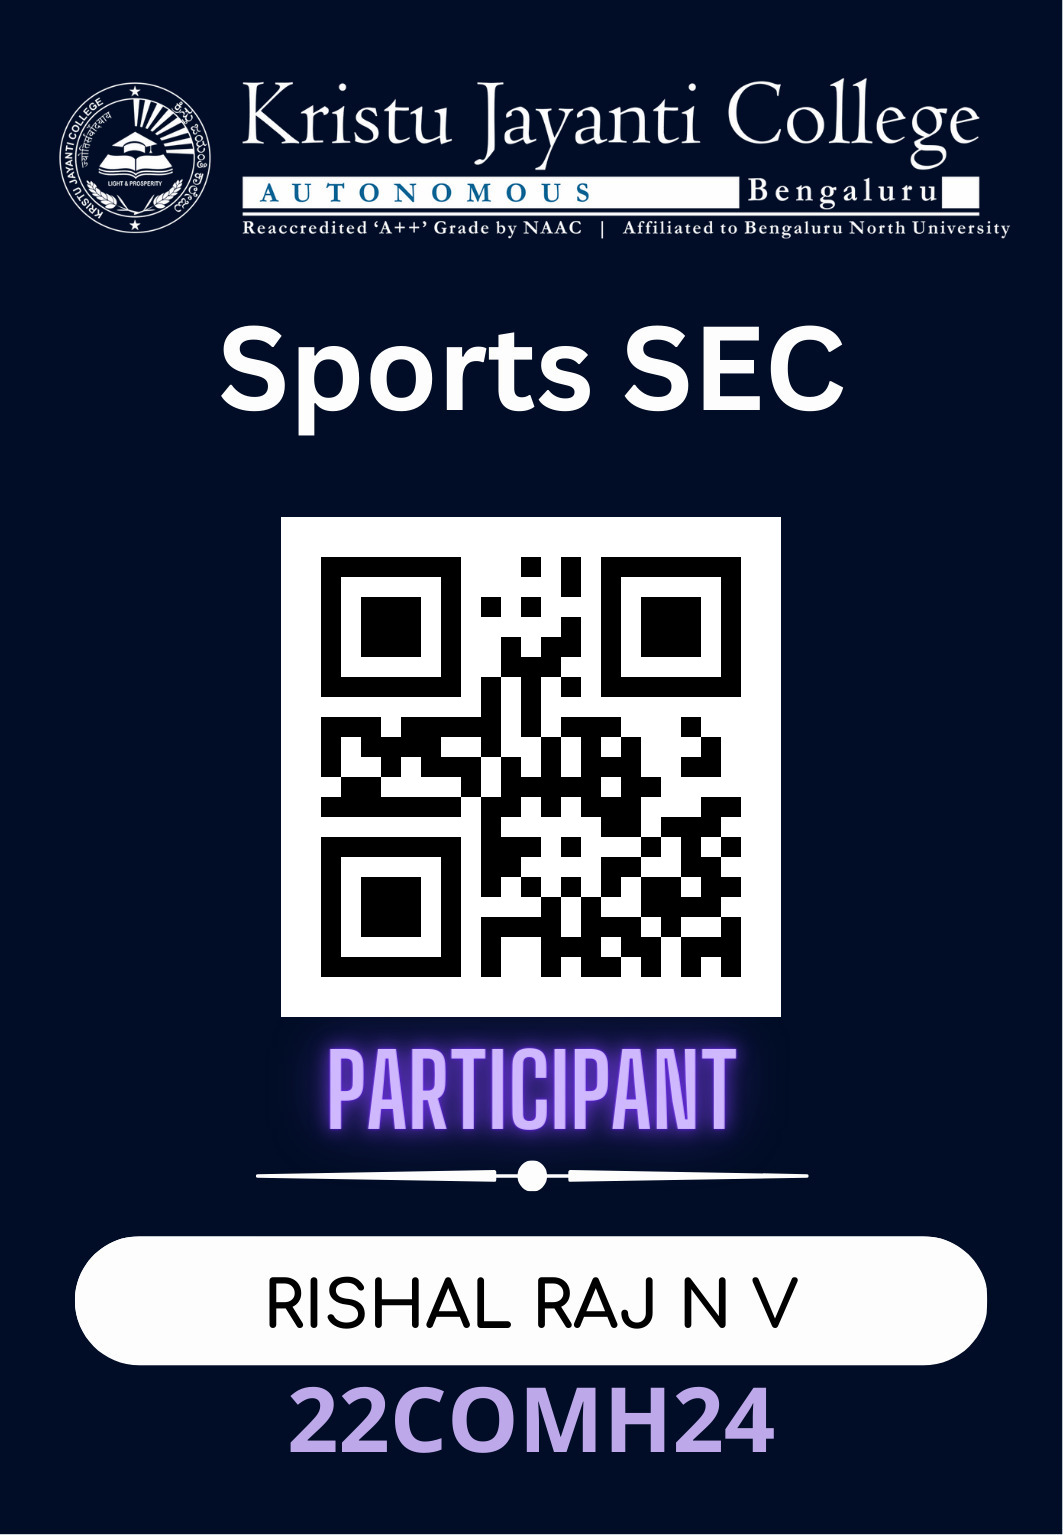 KRISTU JAYANTI COLLEGE
ಕ್ರಿಸ್ತು ಜಯಂತಿ ಕಾಲೇಜು
LIGHT & PROSPERITY
Kristu Jayanti College
AUTONOMOUS Bengaluru
Reaccredited ‘A++’ Grade by NAAC | Affiliated to Bengaluru North University
Sports SEC
PARTICIPANT
RISHAL RAJ N V
22COMH24